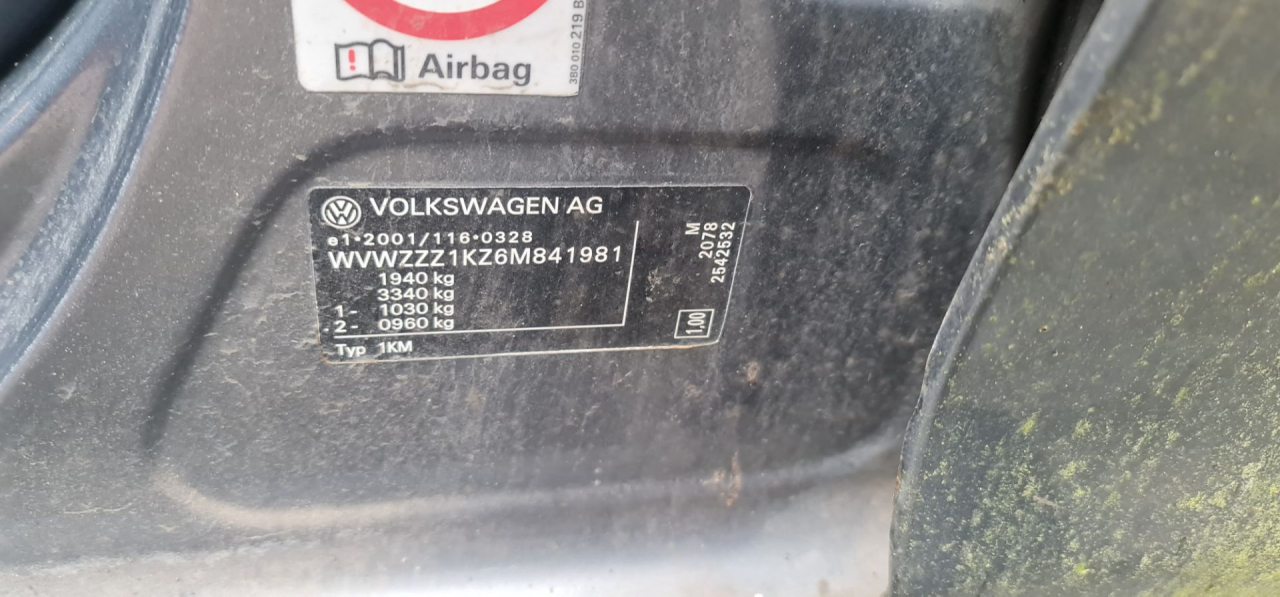 Airbag
3B0 010 219 B
VOLKSWAGEN AG
e1*2001/116*0328
WVWZZZ1KZ6M841981
1940 kg
3340 kg
1- 1030 kg
2- 0960 kg
Typ 1KM
M
2078
2542532
1,00